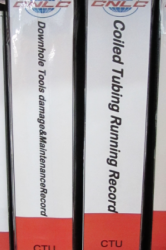 CNLC
Downhole Tools damage&MaintenanceRecord
CTU
CNLC
Coiled Tubing Running Record
CTU